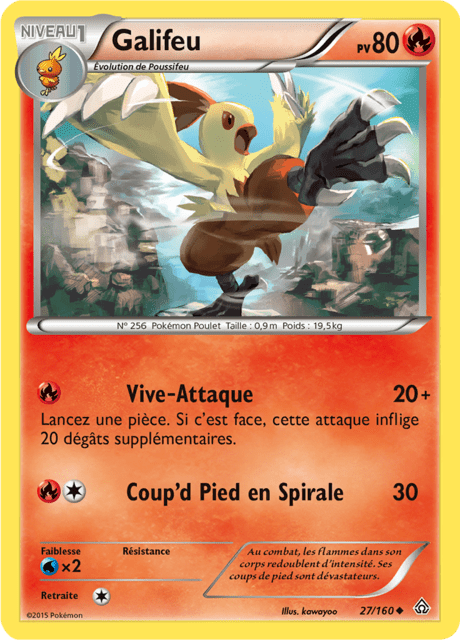 NIVEAU 1
Galifeu
PV 80
Évolution de Poussifeu
N° 256 Pokémon Poulet Taille : 0,9 m Poids : 19,5 kg
Vive-Attaque 20+
Lancez une pièce. Si c'est face, cette attaque inflige
20 dégâts supplémentaires.
Coup'd Pied en Spirale 30
Faiblesse Résistance
×2
Retraite
Au combat, les flammes dans son
corps redoublent d'intensité. Ses
coups de pied sont dévastateurs.
©2015 Pokémon
Illus. kawayoo 27/160